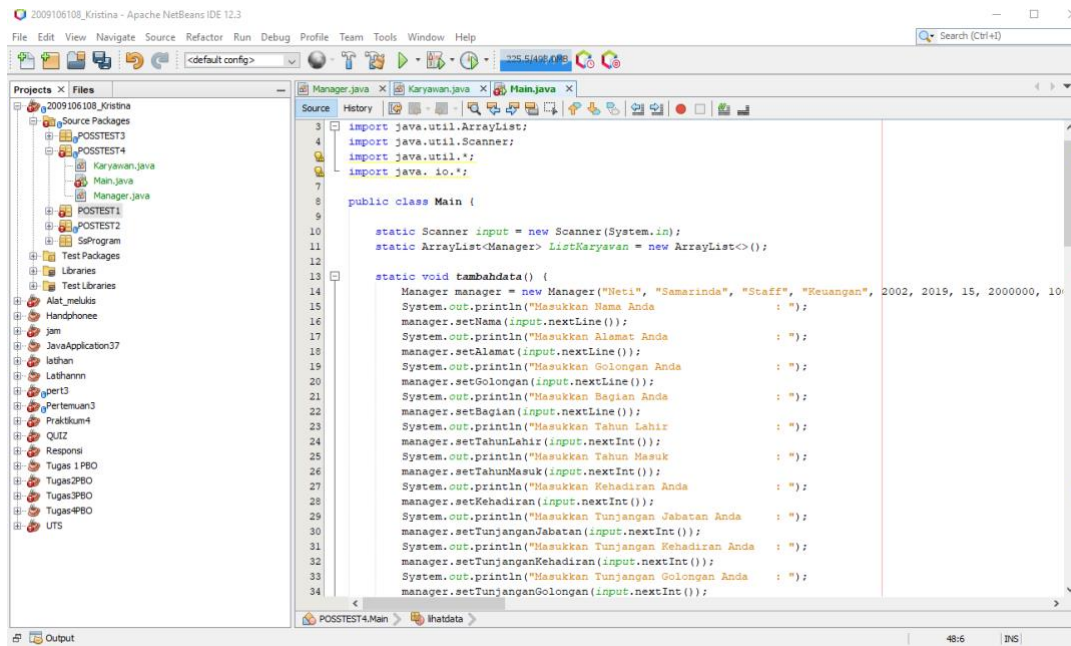 2009106108_Kristina - Apache NetBeans IDE 12.3
File Edit View Navigate Source Refactor Run Debug Profile Team Tools Window Help
Search (Ctrl+I)
<default config>
Projects Files
Manager.java Karyawan.java Main.java
Source History
2009106108_Kristina
Source Packages
POSSTEST3
POSSTEST4
Karyawan.java
Main.java
Manager.java
POSTEST1
POSTEST2
SsProgram
Test Packages
Libraries
Test Libraries
Alat_melukis
Handphonee
jam
JavaApplication37
latihan
Latihannn
pert3
Pertemuan3
Praktikum4
QUIZ
Responsi
Tugas 1 PBO
Tugas2PBO
Tugas3PBO
Tugas4PBO
UTS
3 import java.util.ArrayList;
4 import java.util.Scanner;
import java.util.*;
import java. io.*;
7
8 public class Main {
9
10 static Scanner input = new Scanner(System.in);
11 static ArrayList<Manager> ListKaryavan = new ArrayList<>();
12
13 static void tambahdata() {
14 Manager manager = new Manager("Neti", "Samarinda", "Staff", "Keuangan", 2002, 2019, 15, 2000000,
15 System.out.println("Masukkan Nama Anda : ");
16 manager.setNama(input.nextLine());
17 System.out.println("Masukkan Alamat Anda : ");
18 manager.setAlamat(input.nextLine());
19 System.out.println("Masukkan Golongan Anda : ");
20 manager.setGolongan(input.nextLine());
21 System.out.println("Masukkan Bagian Anda : ");
22 manager.setBagian(input.nextLine());
23 System.out.println("Masukkan Tahun Lahir : ");
24 manager.setTahunLahir(input.nextInt());
25 System.out.println("Masukkan Tahun Masuk : ");
26 manager.setTahunMasuk(input.nextInt());
27 System.out.println("Masukkan Kehadiran Anda : ");
28 manager.setKehadiran(input.nextInt());
29 System.out.println("Masukkan Tunjangan Jabatan Anda : ");
30 manager.setTunjanganJabatan(input.nextInt());
31 System.out.println("Masukkan Tunjangan Kehadiran Anda : ");
32 manager.setTunjanganKehadiran(input.nextInt());
33 System.out.println("Masukkan Tunjangan Golongan Anda : ");
34 manager.setTunjanganGolongan(input.nextInt());
POSSTEST4.Main lihatdata
Output
48:6 INS